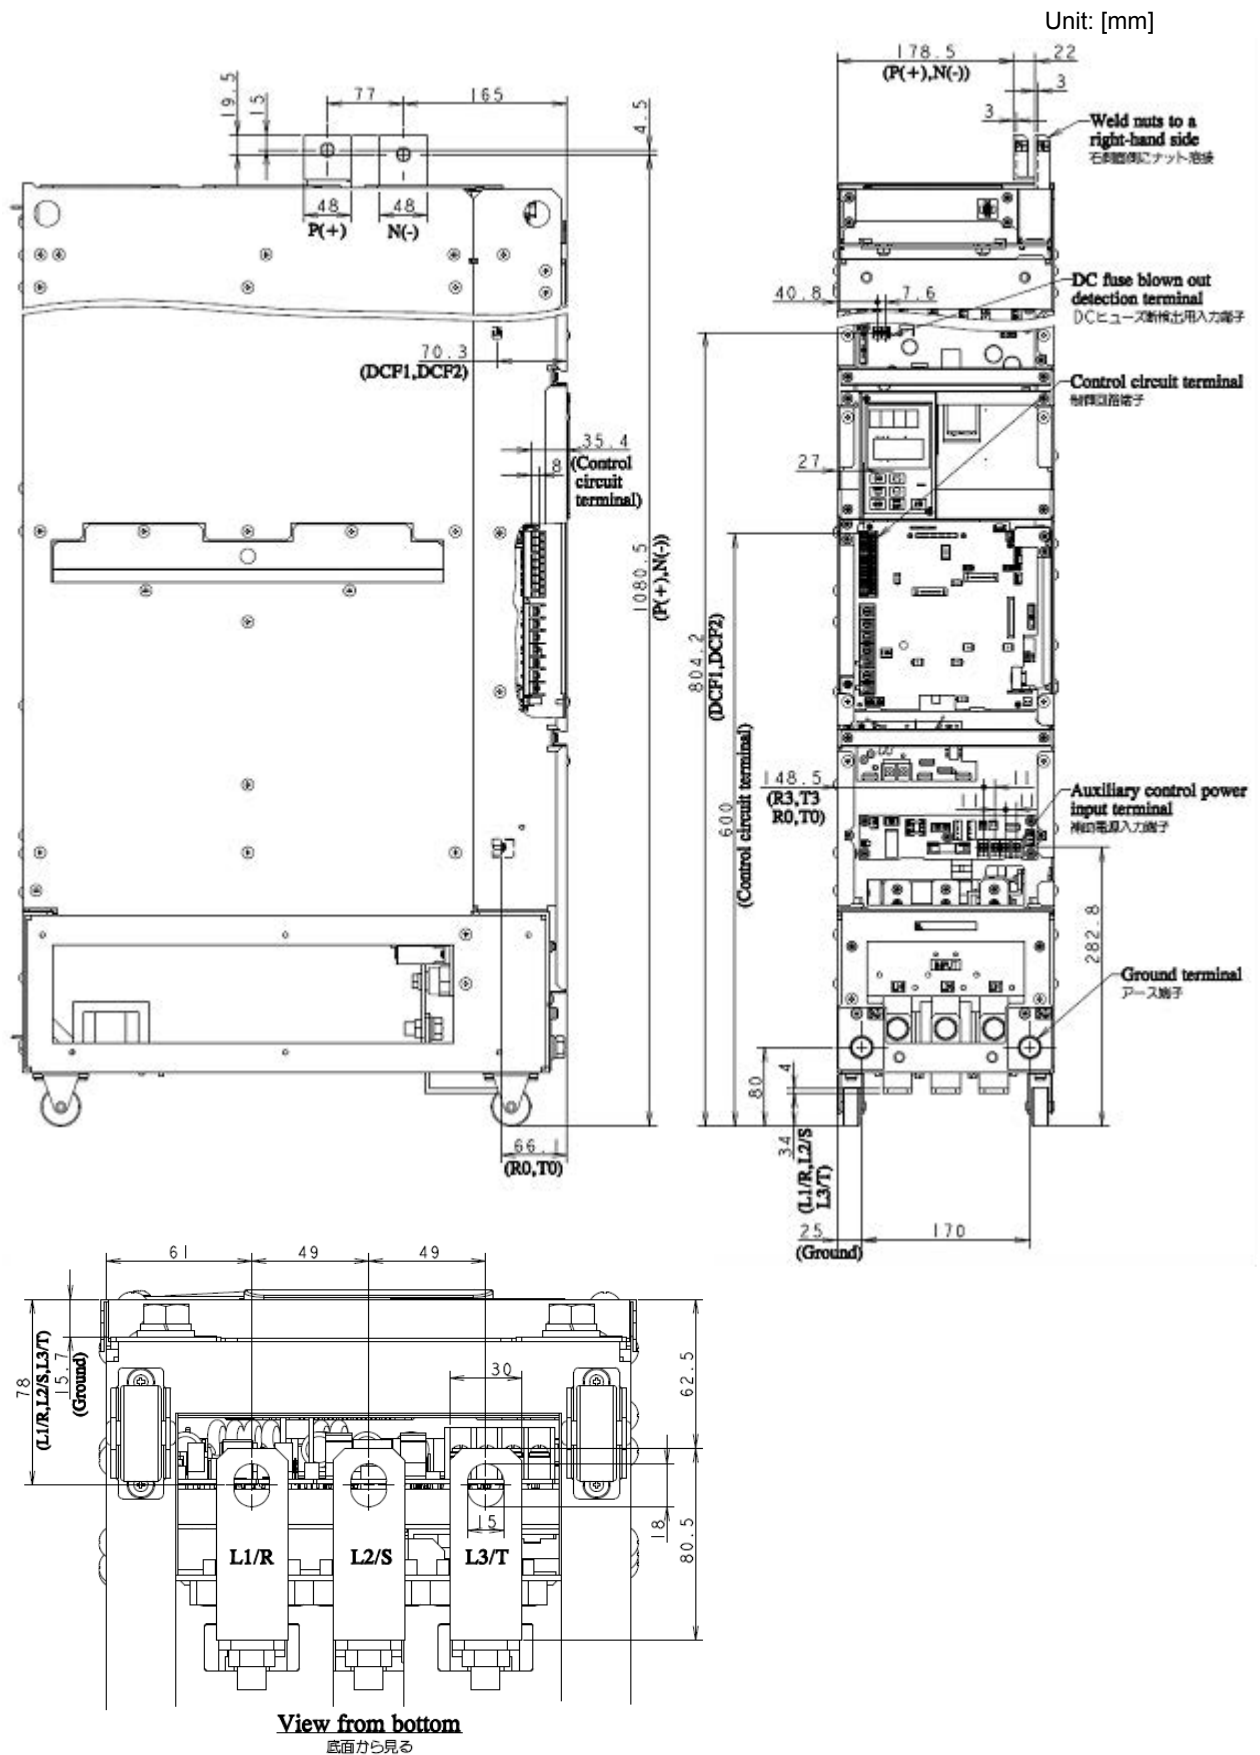 Unit: [mm]
178.5
22
(P(+),N(-))
3
3
Weld nuts to a
right-hand side
右側面側にナット溶接
19.5
15
77
165
4.5
48
48
P(+)
N(-)
40.8
7.6
DC fuse blown out
detection terminal
DCヒューズ断検出用入力端子
70.3
(DCF1,DCF2)
Control circuit terminal
制御回路端子
35.4
8
(Control
circuit
terminal)
27
1080.5
(P(+),N(-))
804.2
(DCF1,DCF2)
600
(Control circuit terminal)
148.5
(R3,T3
R0,T0)
11
11
Auxiliary control power
input terminal
補助電源入力端子
282.8
INPUT
Ground terminal
アース端子
80
4
34
(L1/R,L2/S
L3/T)
66.1
(R0,T0)
25
(Ground)
170
61
49
49
78
(L1/R,L2/S,L3/T)
15.7
(Ground)
30
62.5
15
18
80.5
L1/R
L2/S
L3/T
View from bottom
底面から見る